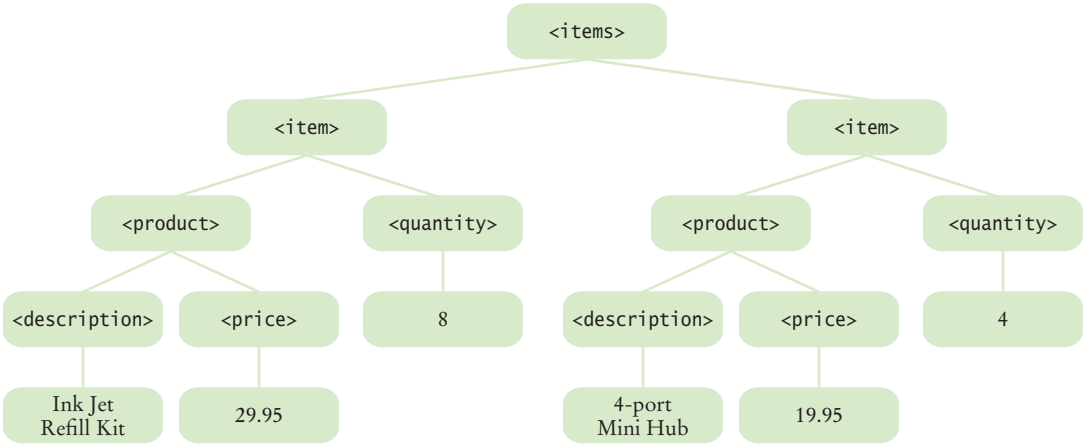 <items>
<item>
<item>
<product>
<quantity>
<product>
<quantity>
<description>
<price>
8
<description>
<price>
4
Ink Jet
Refill Kit
29.95
4-port
Mini Hub
19.95